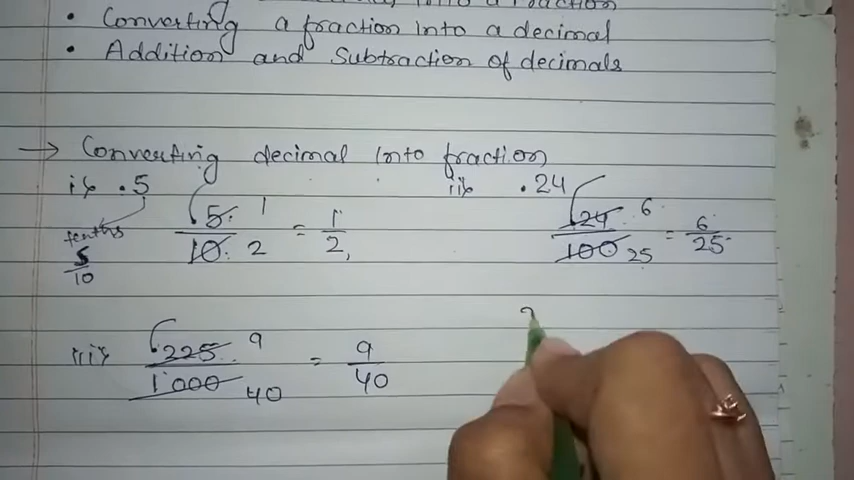 into a fraction
• Converting a fraction into a decimal
• Addition and Subtraction of decimals
→ Converting decimal into fraction
i) .5
tenths
5/10
5/10 1/2 = 1/2
ii) .24
24/100 6/25 = 6/25
iii) 225/1000 9/40 = 9/40